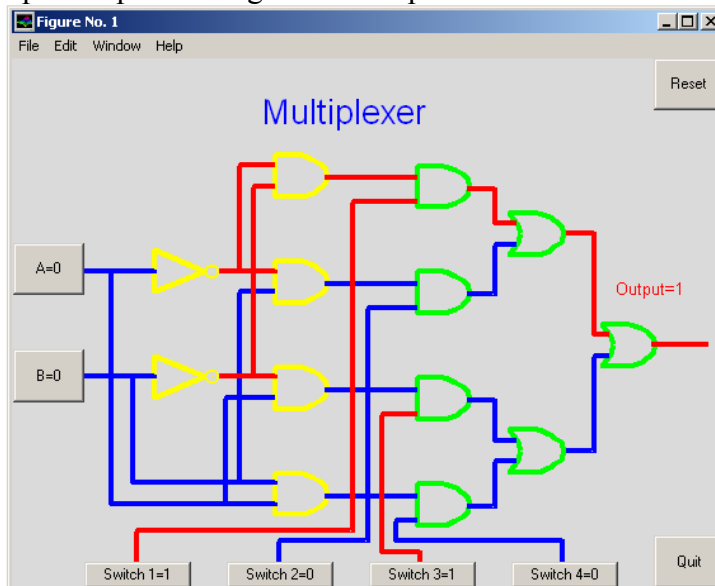 Figure No. 1
File Edit Window Help
Reset
Multiplexer
A=0
Output=1
B=0
Quit
Switch 1=1 Switch 2=0 Switch 3=1 Switch 4=0